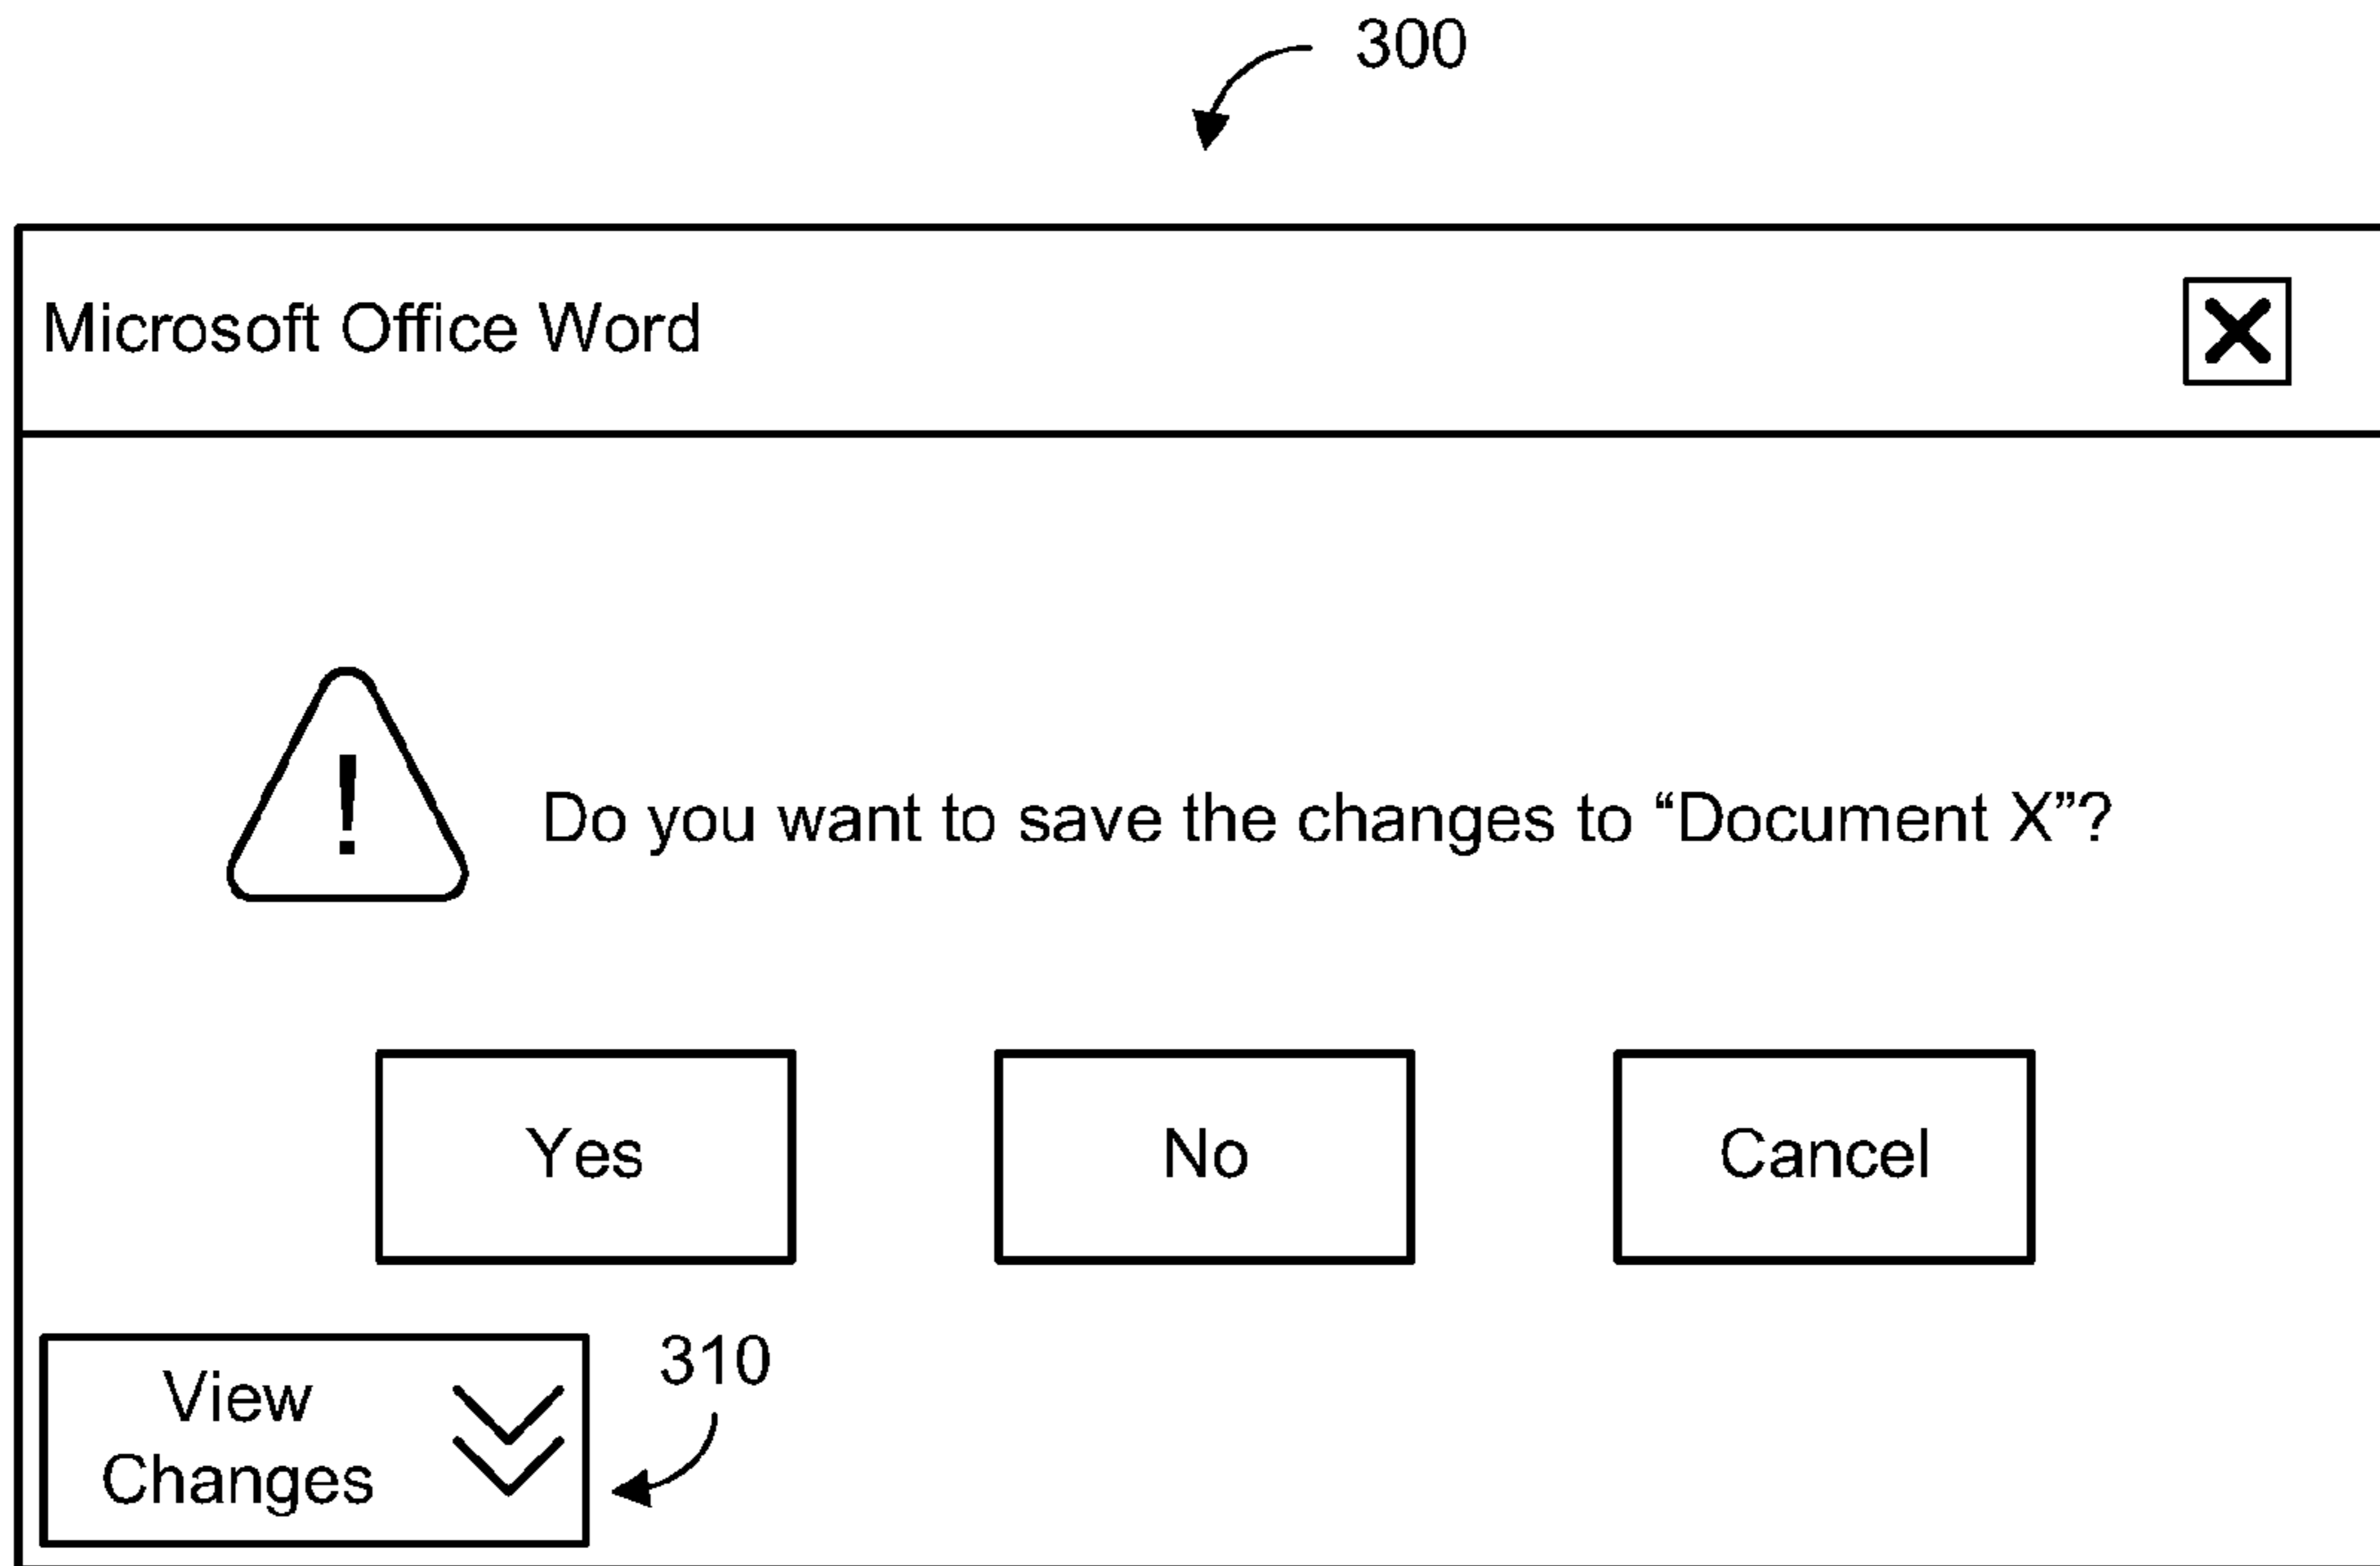 300
Microsoft Office Word
!
Do you want to save the changes to “Document X”?
Yes
No
Cancel
View
Changes
310